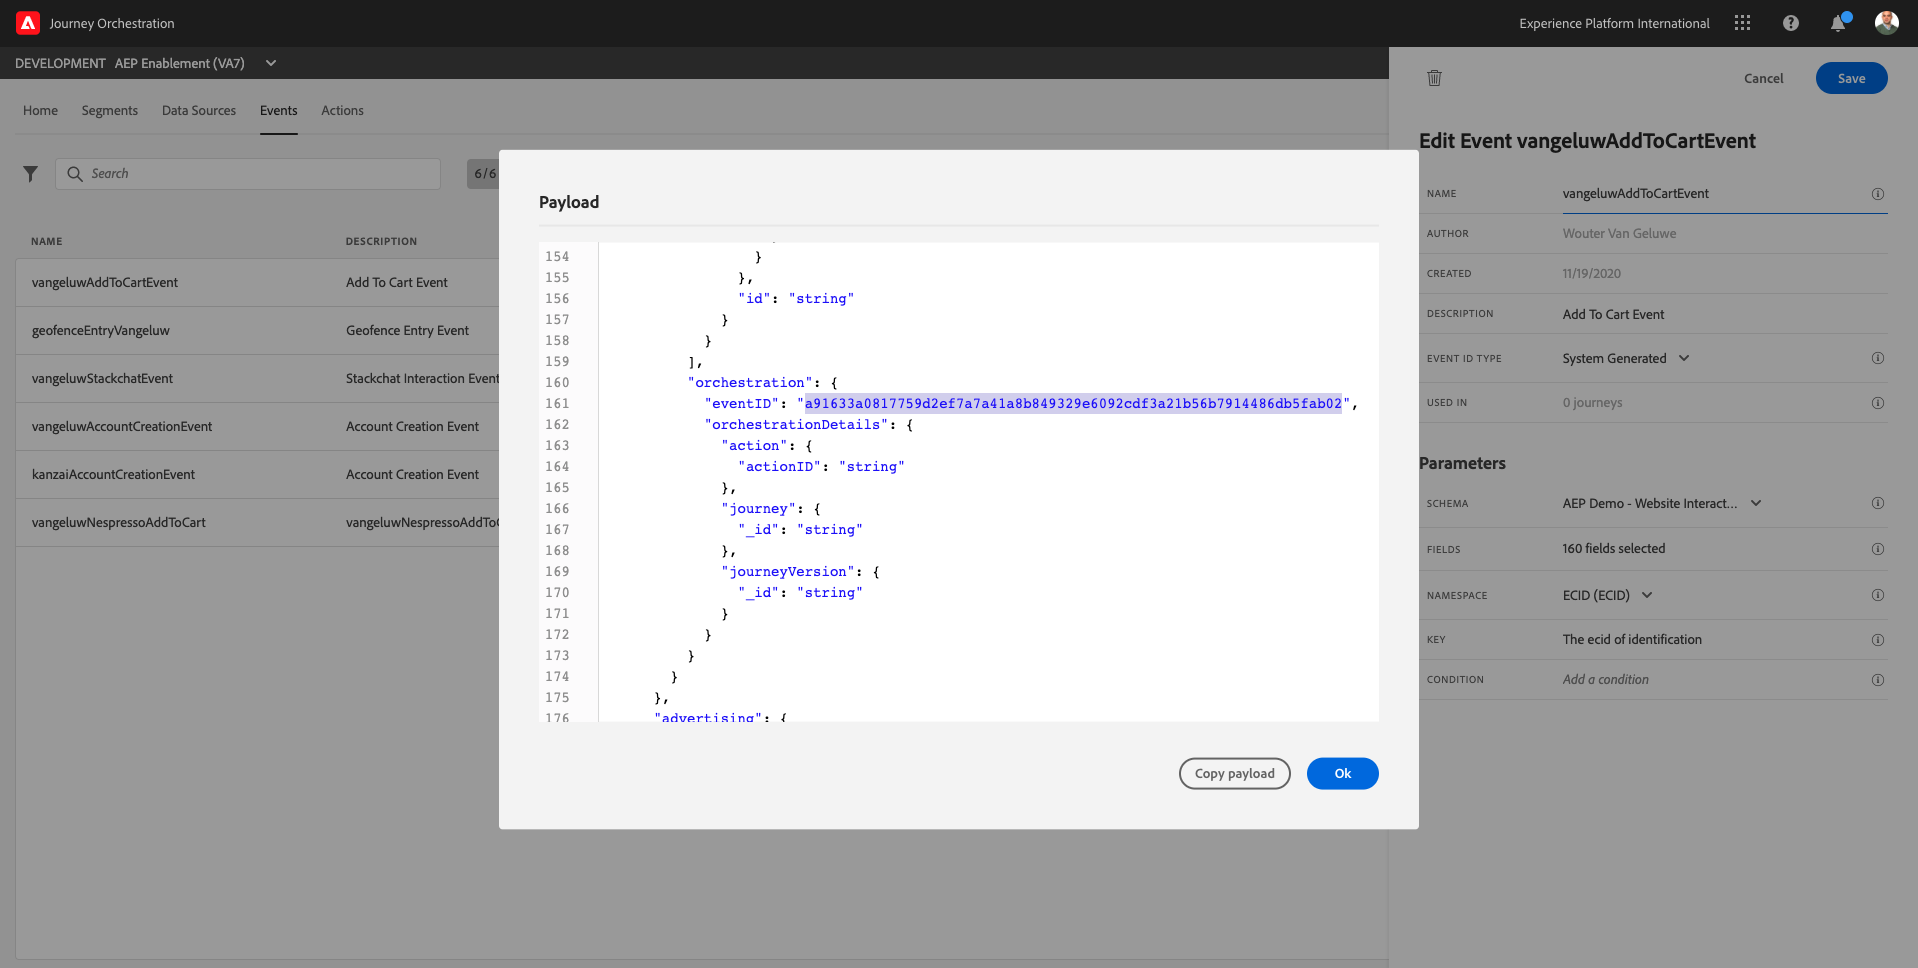 Journey Orchestration
Experience Platform International
DEVELOPMENT AEP Enablement (VA7)
Home Segments Data Sources Events Actions
Search
6/6
NAME DESCRIPTION
vangeluwAddToCartEvent Add To Cart Event
geofenceEntryVangeluw Geofence Entry Event
vangeluwStackchatEvent Stackchat Interaction Event
vangeluwAccountCreationEvent Account Creation Event
kanzaiAccountCreationEvent Account Creation Event
vangeluwNespressoAddToCart vangeluwNespressoAddTo
Payload
154 }
155 },
156 "id": "string"
157 }
158 }
159 ],
160 "orchestration": {
161 "eventID": "a91633a0817759d2ef7a7a41a8b849329e6092cdf3a21b56b7914486db5fab02",
162 "orchestrationDetails": {
163 "action": {
164 "actionID": "string"
165 },
166 "journey": {
167 "_id": "string"
168 },
169 "journeyVersion": {
170 "_id": "string"
171 }
172 }
173 }
174 }
175 },
176 "advertising": {
Copy payload Ok
Cancel Save
Edit Event vangeluwAddToCartEvent
NAME vangeluwAddToCartEvent
AUTHOR Wouter Van Geluwe
CREATED 11/19/2020
DESCRIPTION Add To Cart Event
EVENT ID TYPE System Generated
USED IN 0 journeys
Parameters
SCHEMA AEP Demo - Website Interact...
FIELDS 160 fields selected
NAMESPACE ECID (ECID)
KEY The ecid of identification
CONDITION Add a condition